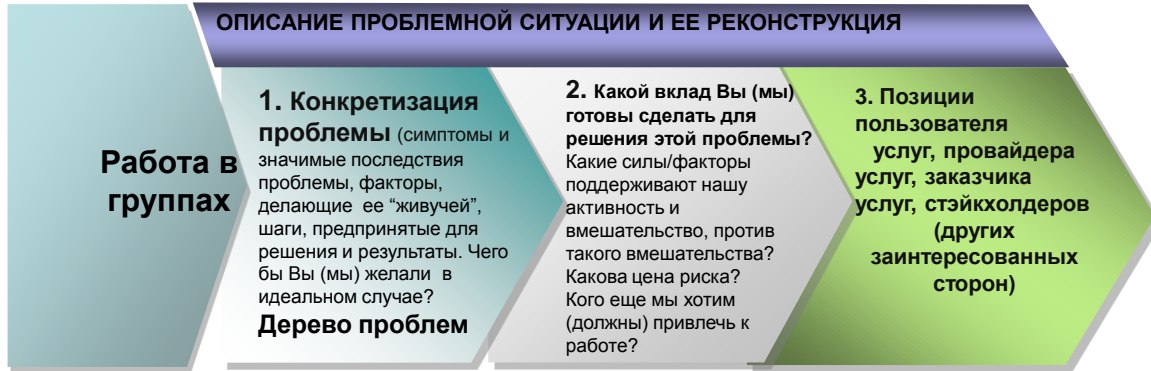 ОПИСАНИЕ ПРОБЛЕМНОЙ СИТУАЦИИ И ЕЕ РЕКОНСТРУКЦИЯ
Работа в
группах
1. Конкретизация
проблемы (симптомы и
значимые последствия
проблемы, факторы,
делающие ее “живучей”,
шаги, предпринятые для
решения и результаты. Чего
бы Вы (мы) желали в
идеальном случае?
Дерево проблем
2. Какой вклад Вы (мы)
готовы сделать для
решения этой проблемы?
Какие силы/факторы
поддерживают нашу
активность и
вмешательство, против
такого вмешательства?
Какова цена риска?
Кого еще мы хотим
(должны) привлечь к
работе?
3. Позиции
пользователя
услуг, провайдера
услуг, заказчика
услуг, стэйкхолдеров
(других
заинтересованных
сторон)